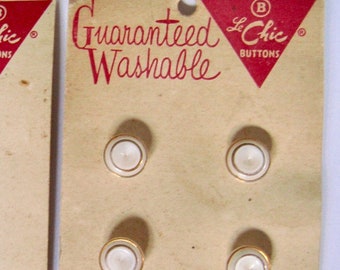 Guaranteed
Washable
®
B
Le Chic
BUTTONS
®